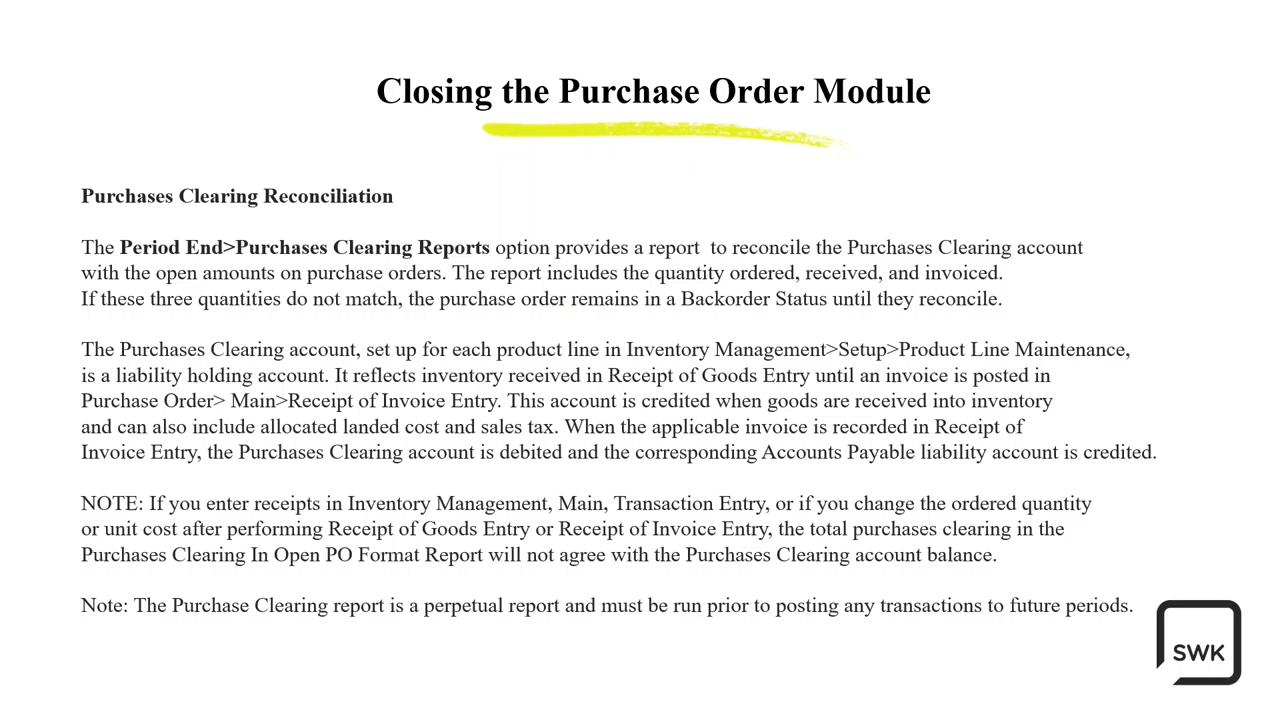 Closing the Purchase Order Module
Purchases Clearing Reconciliation
The Period End>Purchases Clearing Reports option provides a report  to reconcile the Purchases Clearing account
with the open amounts on purchase orders. The report includes the quantity ordered, received, and invoiced.
If these three quantities do not match, the purchase order remains in a Backorder Status until they reconcile.
The Purchases Clearing account, set up for each product line in Inventory Management>Setup>Product Line Maintenance,
is a liability holding account. It reflects inventory received in Receipt of Goods Entry until an invoice is posted in
Purchase Order> Main>Receipt of Invoice Entry. This account is credited when goods are received into inventory
and can also include allocated landed cost and sales tax. When the applicable invoice is recorded in Receipt of
Invoice Entry, the Purchases Clearing account is debited and the corresponding Accounts Payable liability account is credited.
NOTE: If you enter receipts in Inventory Management, Main, Transaction Entry, or if you change the ordered quantity
or unit cost after performing Receipt of Goods Entry or Receipt of Invoice Entry, the total purchases clearing in the
Purchases Clearing In Open PO Format Report will not agree with the Purchases Clearing account balance.
Note: The Purchase Clearing report is a perpetual report and must be run prior to posting any transactions to future periods.
SWK